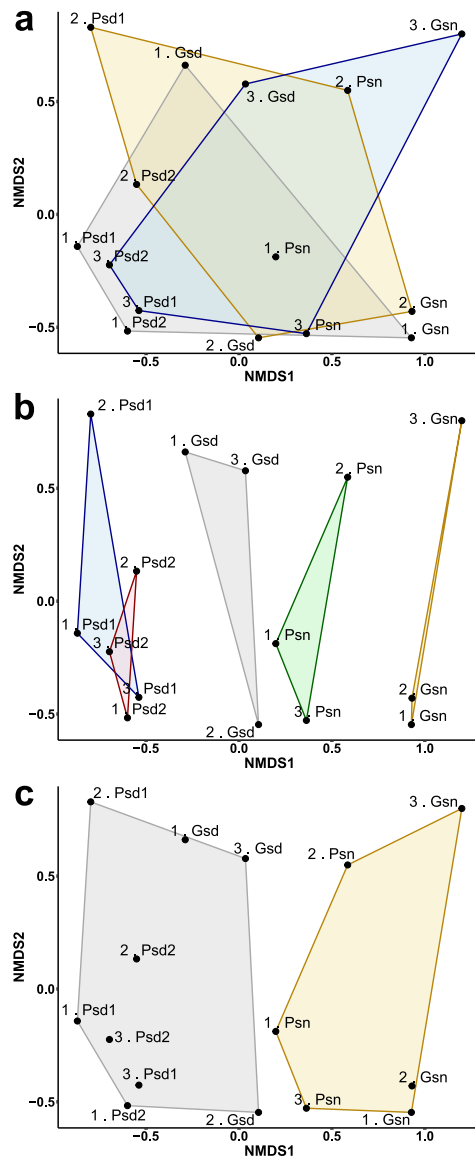 a
2 . Psd1
3 . Gsn
1 . Gsd
3 . Gsd
2 . Psn
0.5
NMDS2
2 . Psd2
0.0
1 . Psd1
3 . Psd2
1 . Psn
3 . Psd1
2 . Gsn
1 . Psd2
3 . Psn
−0.5
2 . Gsd
1 . Gsn
−0.5 0.0 0.5 1.0
NMDS1
b
2 . Psd1
3 . Gsn
1 . Gsd
3 . Gsd
2 . Psn
0.5
NMDS2
2 . Psd2
0.0
1 . Psd1
3 . Psd2
1 . Psn
3 . Psd1
2 . Gsn
1 . Psd2
3 . Psn
1 . Gsn
−0.5
2 . Gsd
−0.5 0.0 0.5 1.0
NMDS1
c
2 . Psd1
3 . Gsn
1 . Gsd
3 . Gsd
2 . Psn
0.5
NMDS2
2 . Psd2
0.0
1 . Psd1
3 . Psd2
1 . Psn
3 . Psd1
2 . Gsn
1 . Psd2
3 . Psn
−0.5
2 . Gsd
1 . Gsn
−0.5 0.0 0.5 1.0
NMDS1